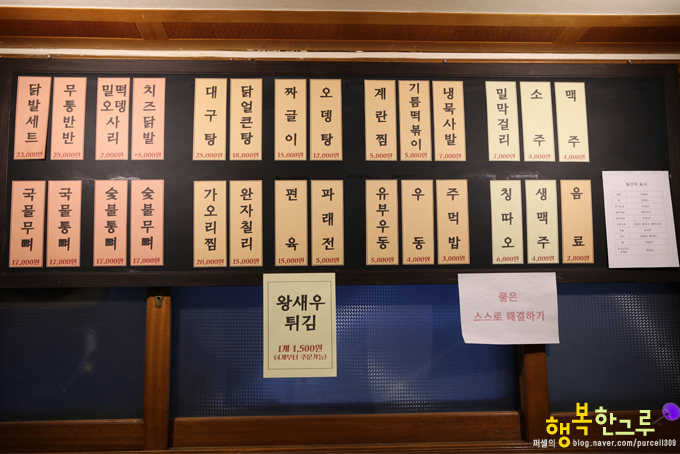 닭발세트 23,000원
무통반반 25,000원
떡 오뎅 밀사리 2,000원
치즈닭발 +5,000원
대구탕 25,000원
닭얼큰탕 18,000원
짜글이 15,000원
오뎅탕 12,000원
계란찜 5,000원
기름떡볶이 5,000원
냉묵사발 7,000원
밀막걸리 7,000원
소주 4,000원
맥주 4,000원
국물무뼈 17,000원
국물통뼈 17,000원
숯불통뼈 17,000원
숯불무뼈 17,000원
가오리찜 20,000원
완자칠리 15,000원
편육 15,000원
파래전 5,000원
유부우동 5,000원
우동 4,000원
주먹밥 3,000원
칭따오 6,000원
생맥주 4,000원
음료 2,000원
왕새우
튀김
1개 1,500원
(4개부터 주문가능)
물은
스스로 해결하기
퍼셀의 행복한그루
blog.naver.com/purcell309